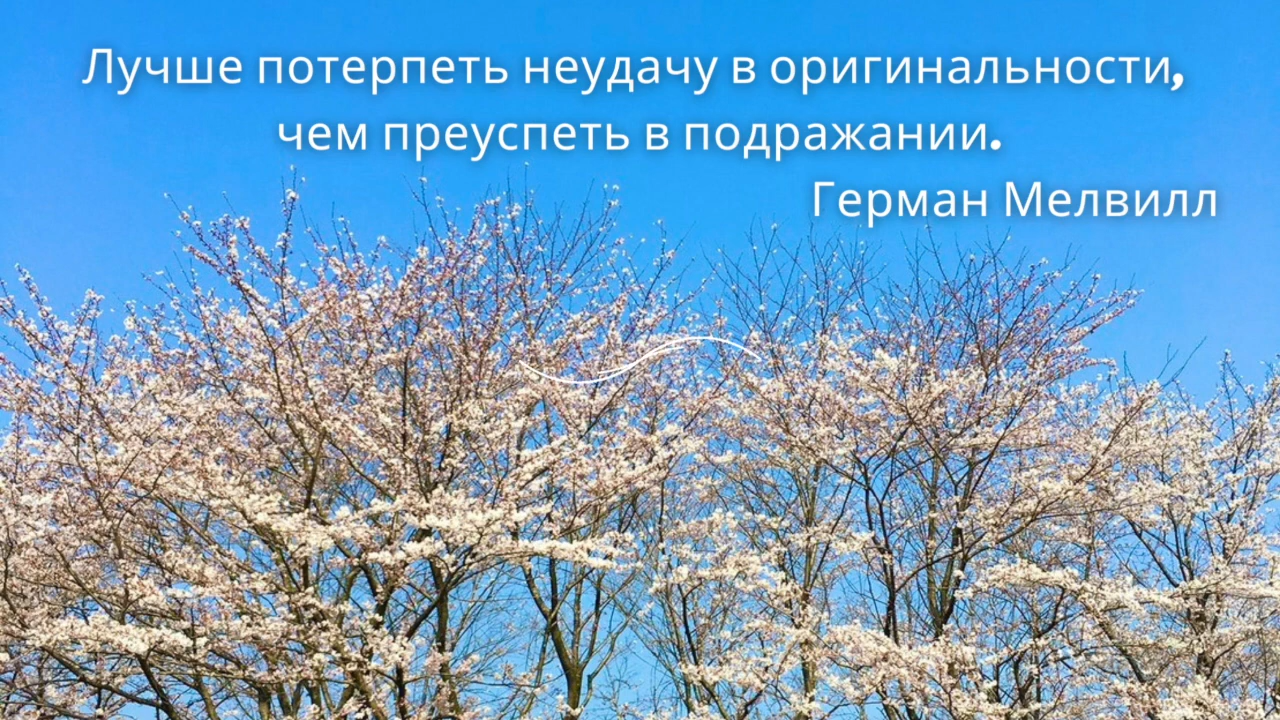 Лучше потерпеть неудачу в оригинальности,
чем преуспеть в подражании.
Герман Мелвилл